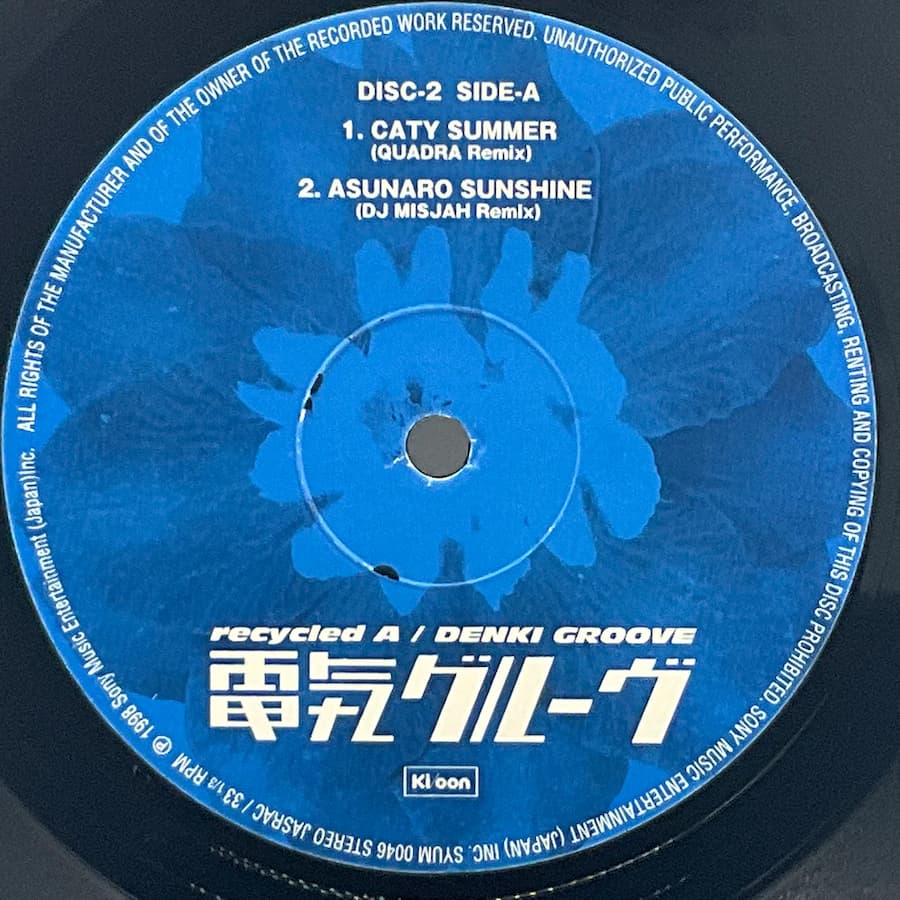 DISC-2 SIDE-A
1. CATY SUMMER
(QUADRA Remix)
2. ASUNARO SUNSHINE
(DJ MISJAH Remix)
recycled A / DENKI GROOVE
電気グルーヴ
Ki/oon
ALL RIGHTS OF THE MANUFACTURER AND OF THE OWNER OF THE RECORDED WORK RESERVED. UNAUTHORIZED PUBLIC PERFORMANCE, BROADCASTING, RENTING AND COPYING OF THIS DISC PROHIBITED. SONY MUSIC ENTERTAINMENT (JAPAN) INC. SYUM 0046 STEREO JASRAC / 33 1/3 RPM ℗ 1998 Sony Music Entertainment (Japan)Inc.